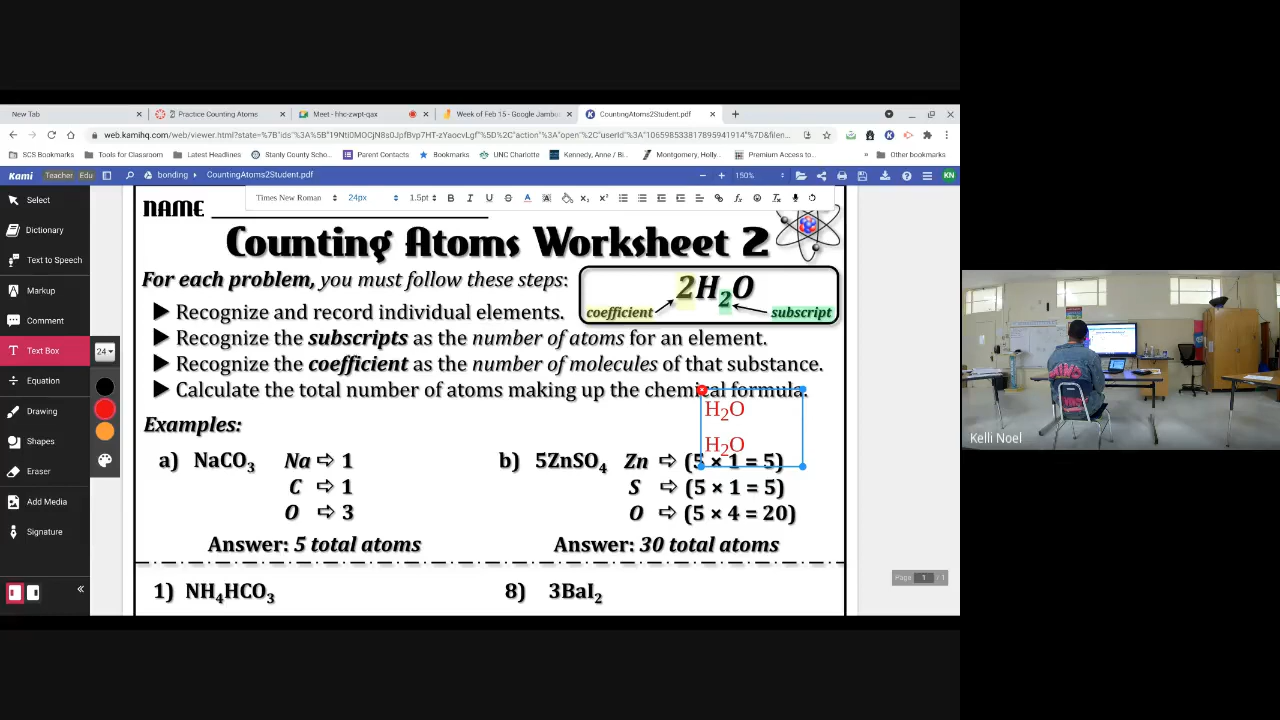 New Tab
Practice Counting Atoms
Meet - hhc-zwpt-qax
Week of Feb 15 - Google Jambo
CountingAtoms2Student.pdf
SCS Bookmarks
Tools for Classroom
Latest Headlines
Stanly County Scho...
Parent Contacts
Bookmarks
UNC Charlotte
Kennedy, Anne / Bi...
Montgomery, Holly...
Premium Access to...
Other bookmarks
Kami Teacher Edu
bonding
CountingAtoms2Student.pdf
150%
KN
Times New Roman 24px 1.5pt
Select
Dictionary
Text to Speech
Markup
Comment
Text Box
24
Equation
Drawing
Shapes
Eraser
Add Media
Signature
NAME
Counting Atoms Worksheet 2
For each problem, you must follow these steps:
2H₂O
coefficient
subscript
Recognize and record individual elements.
Recognize the subscripts as the number of atoms for an element.
Recognize the coefficient as the number of molecules of that substance.
Calculate the total number of atoms making up the chemical formula.
H₂O
H₂O
Examples:
a) NaCO₃ Na ⇨ 1
C ⇨ 1
O ⇨ 3
Answer: 5 total atoms
b) 5ZnSO₄ Zn ⇨ (5 × 1 = 5)
S ⇨ (5 × 1 = 5)
O ⇨ (5 × 4 = 20)
Answer: 30 total atoms
1) NH₄HCO₃
8) 3BaI₂
Page 1 / 1
Kelli Noel